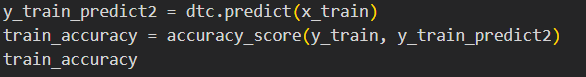 y_train_predict2 = dtc.predict(x_train)
train_accuracy = accuracy_score(y_train, y_train_predict2)
train_accuracy